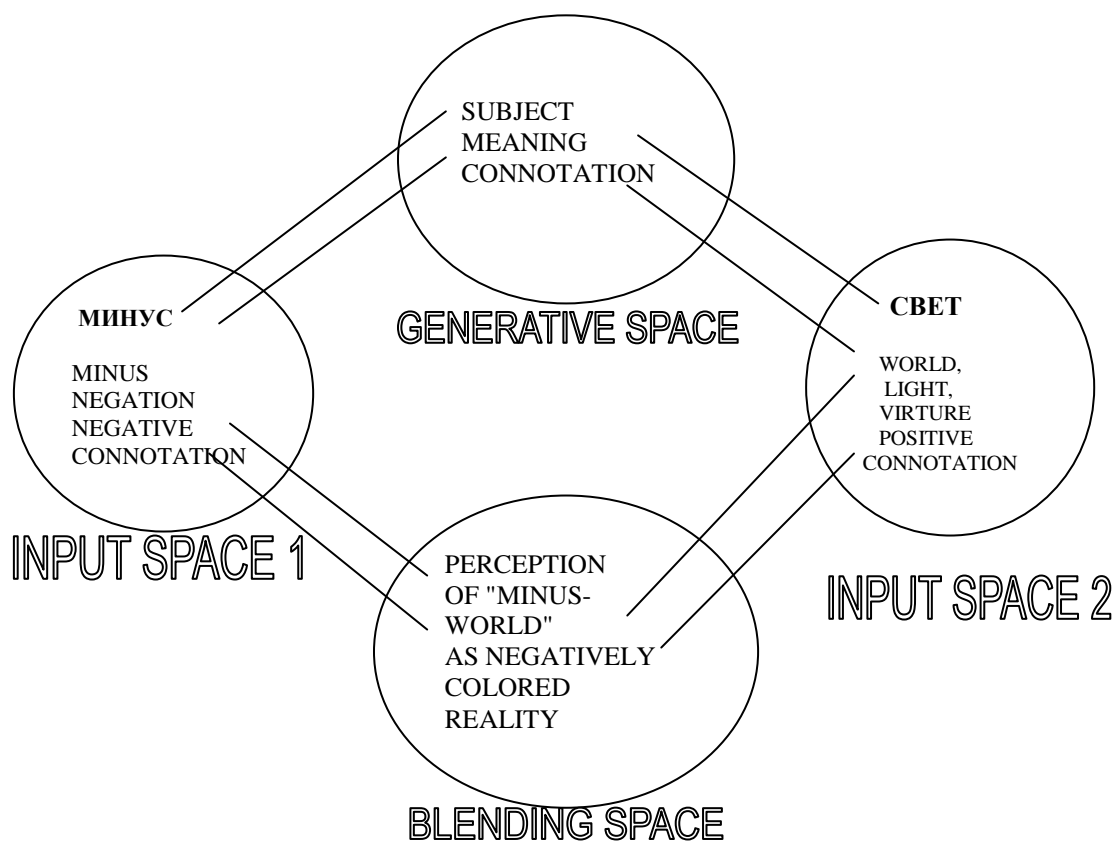 SUBJECT
MEANING
CONNOTATION
GENERATIVE SPACE
МИНУС
MINUS
NEGATION
NEGATIVE
CONNOTATION
INPUT SPACE 1
СВЕТ
WORLD,
LIGHT,
VIRTURE
POSITIVE
CONNOTATION
INPUT SPACE 2
PERCEPTION
OF "MINUS-
WORLD"
AS NEGATIVELY
COLORED
REALITY
BLENDING SPACE